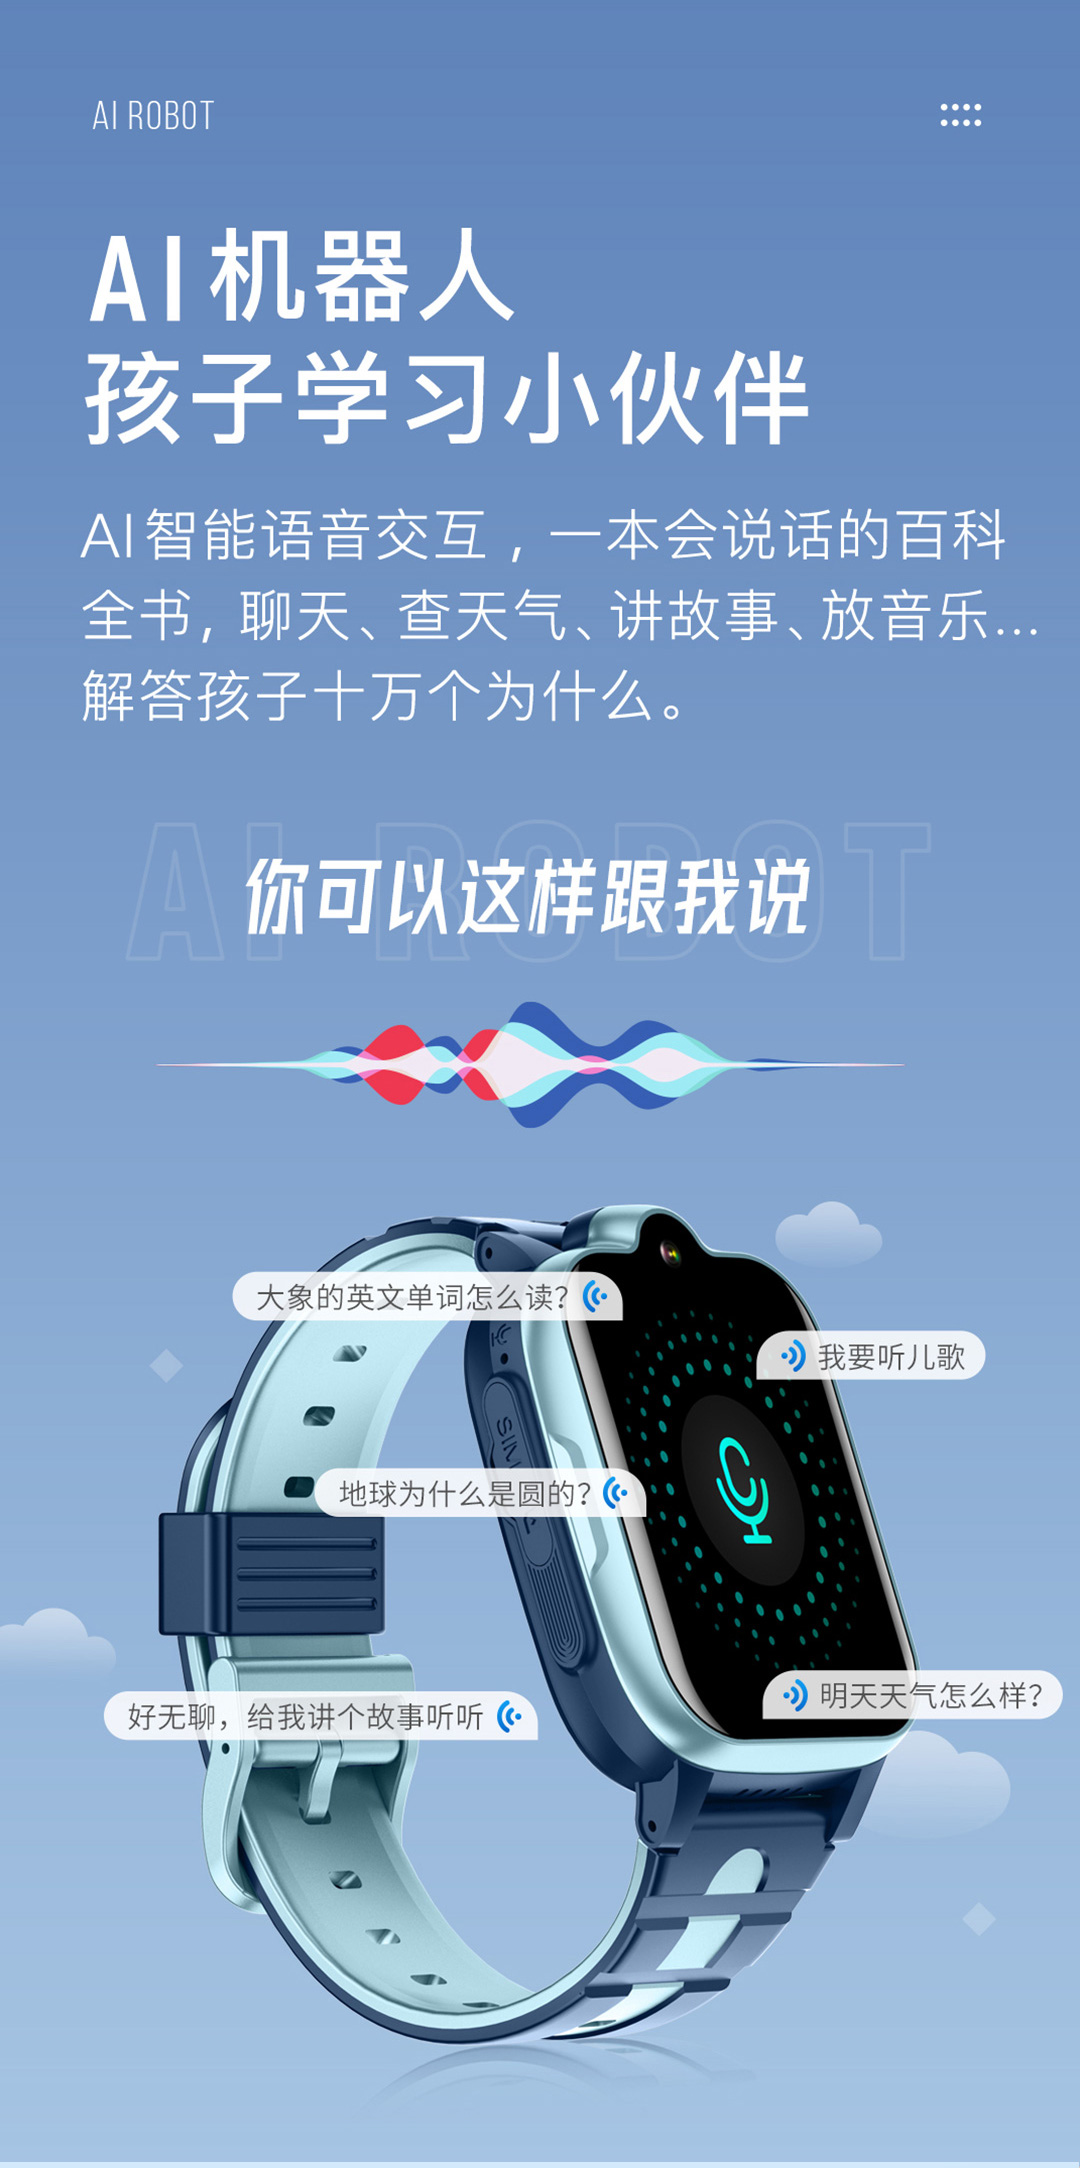 AI ROBOT
AI机器人
孩子学习小伙伴
AI智能语音交互，一本会说话的百科
全书，聊天、查天气、讲故事、放音乐...
解答孩子十万个为什么。
AI ROBOT
你可以这样跟我说
大象的英文单词怎么读？
我要听儿歌
SIM
地球为什么是圆的？
明天天气怎么样？
好无聊，给我讲个故事听听